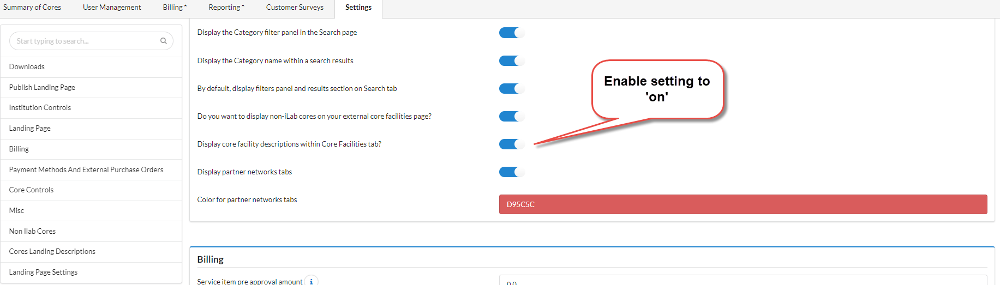 Summary of Cores
User Management
Billing *
Reporting *
Customer Surveys
Settings
Start typing to search...
Downloads
Publish Landing Page
Institution Controls
Landing Page
Billing
Payment Methods And External Purchase Orders
Core Controls
Misc
Non Ilab Cores
Cores Landing Descriptions
Landing Page Settings
Display the Category filter panel in the Search page
Display the Category name within a search results
By default, display filters panel and results section on Search tab
Do you want to display non-iLab cores on your external core facilities page?
Display core facility descriptions within Core Facilities tab?
Display partner networks tabs
Color for partner networks tabs
D95C5C
Enable setting to
'on'
Billing
Service item pre approval amount
i
0.0